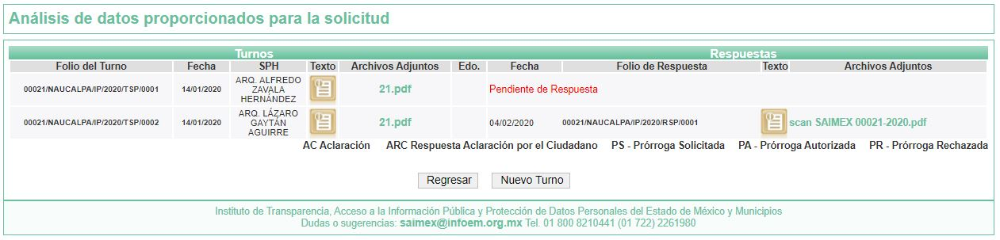 Análisis de datos proporcionados para la solicitud
Turnos Respuestas
Folio del Turno Fecha SPH Texto Archivos Adjuntos Edo. Fecha Folio de Respuesta Texto Archivos Adjuntos
00021/NAUCALPA/IP/2020/TSP/0001 14/01/2020 ARQ. ALFREDO ZAVALA HERNÁNDEZ 21.pdf Pendiente de Respuesta
00021/NAUCALPA/IP/2020/TSP/0002 14/01/2020 ARQ. LÁZARO GAYTÁN AGUIRRE 21.pdf 04/02/2020 00021/NAUCALPA/IP/2020/RSP/0001 scan SAIMEX 00021-2020.pdf
AC Aclaración ARC Respuesta Aclaración por el Ciudadano PS - Prórroga Solicitada PA - Prórroga Autorizada PR - Prórroga Rechazada
Regresar Nuevo Turno
Instituto de Transparencia, Acceso a la Información Pública y Protección de Datos Personales del Estado de México y Municipios
Dudas o sugerencias: saimex@infoem.org.mx Tel. 01 800 8210441 (01 722) 2261980